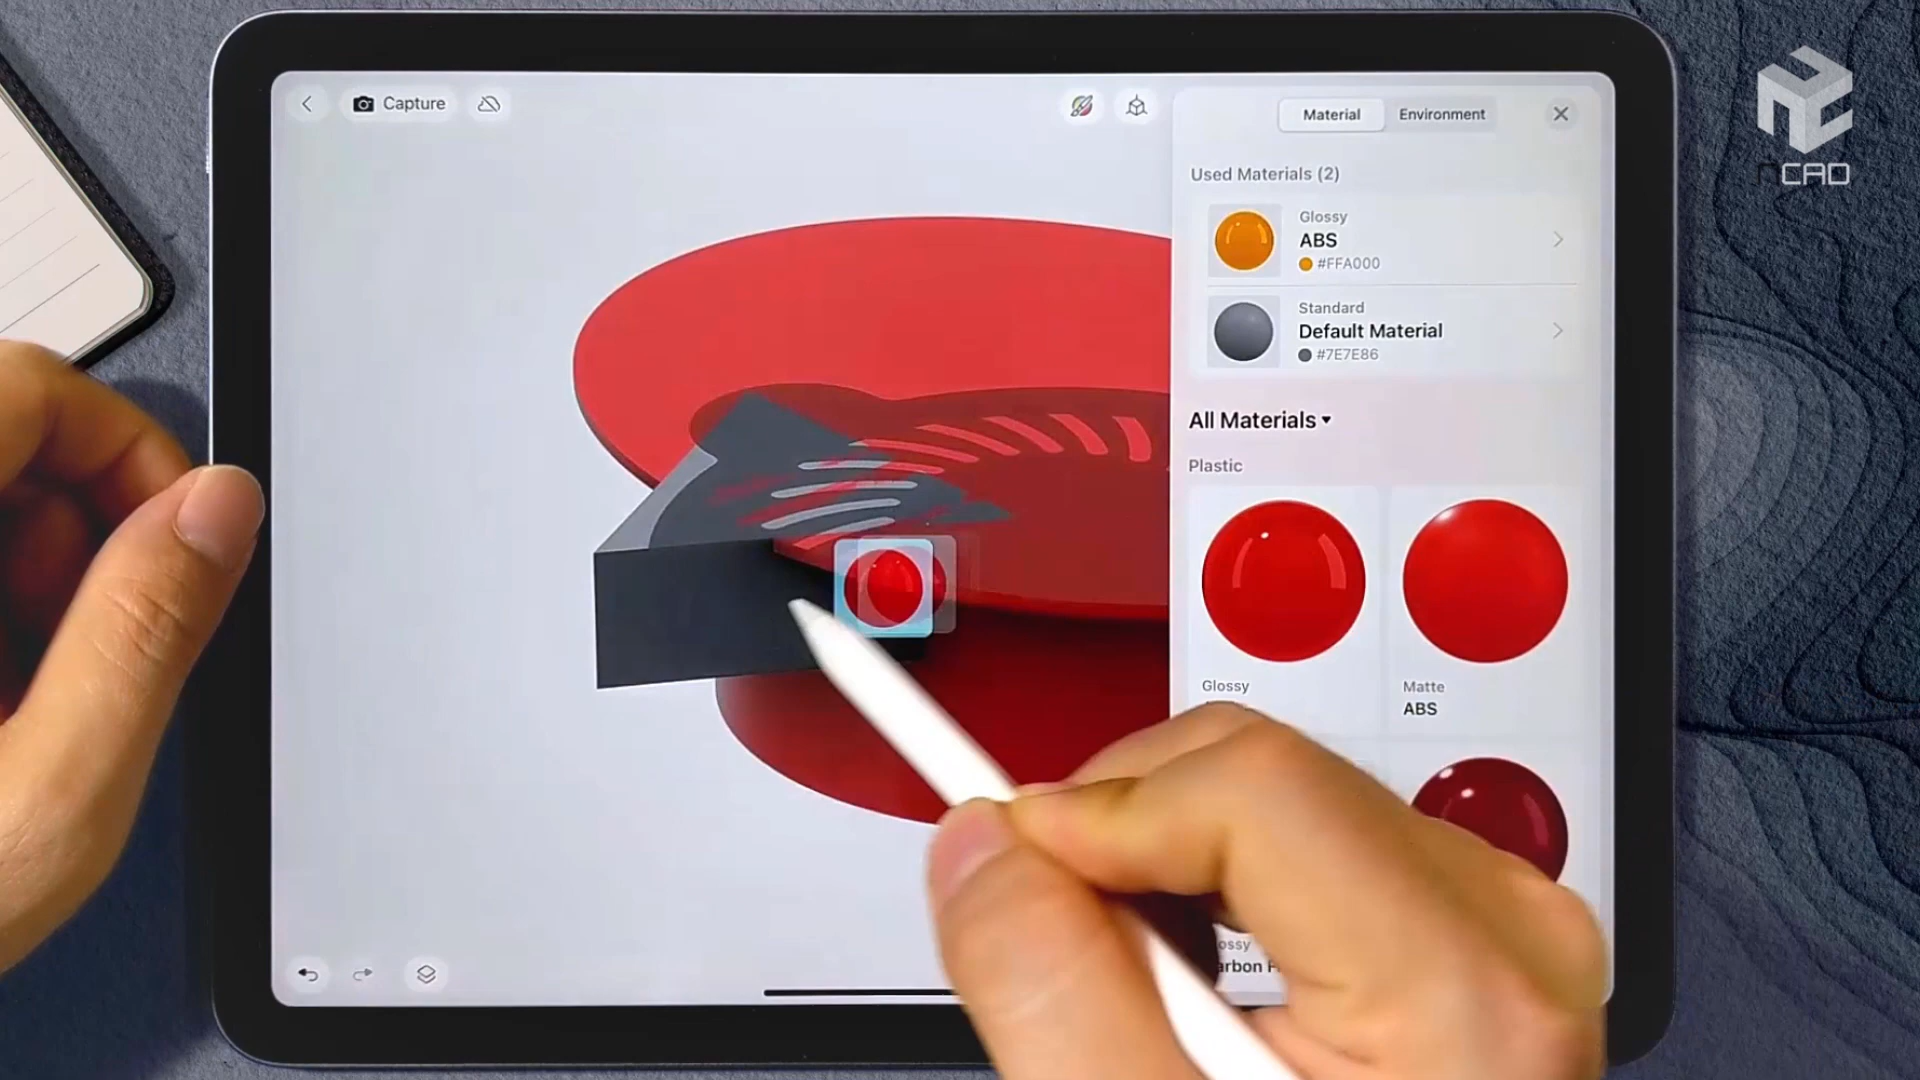 Capture
Material
Environment
Used Materials (2)
Glossy
ABS
#FFA000
Standard
Default Material
#7E7E86
All Materials
Plastic
Glossy
Matte
ABS
nCAD